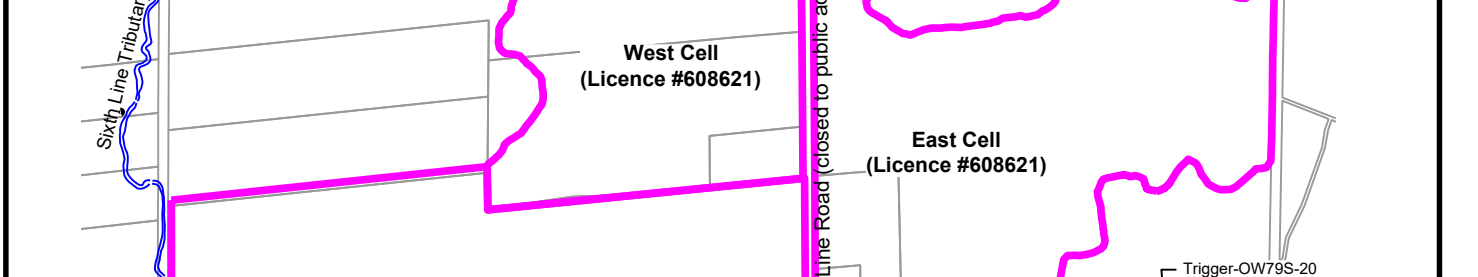 Sixth Line Tributar
West Cell
(Licence #608621)
Line Road (closed to public ac
East Cell
(Licence #608621)
Trigger-OW79S-20